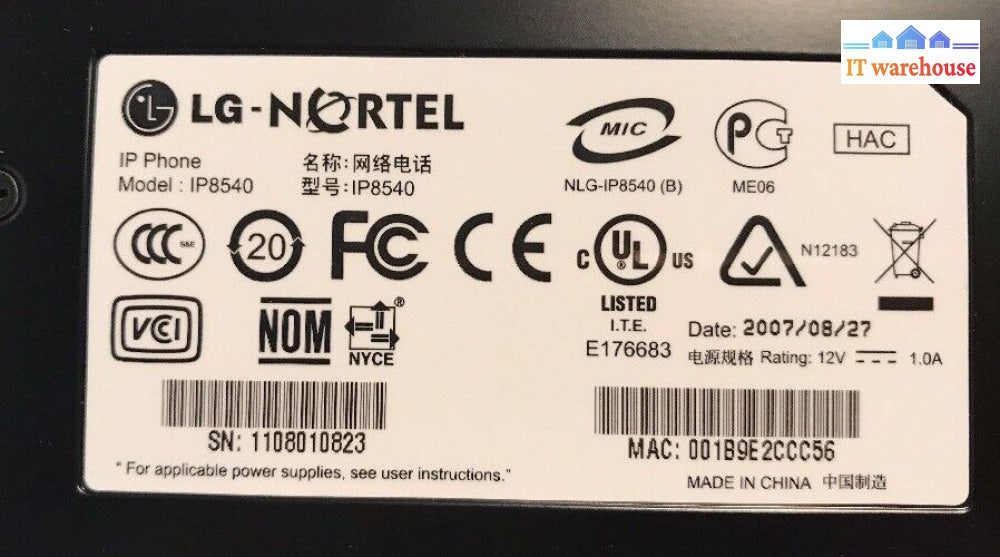 IT warehouse
LG-NORTEL
IP Phone
Model : IP8540
名称:网络电话
型号:IP8540
MIC
NLG-IP8540 (B)
PCT
ME06
HAC
CCC S&E
20
FC
CE
C UL US
LISTED
I.T.E.
E176683
N12183
VCCI
NOM
NYCE
®
Date: 2007/08/27
电源规格 Rating: 12V 1.0A
SN: 1108010823
MAC: 001B9E2CCC56
"For applicable power supplies, see user instructions."
MADE IN CHINA 中国制造